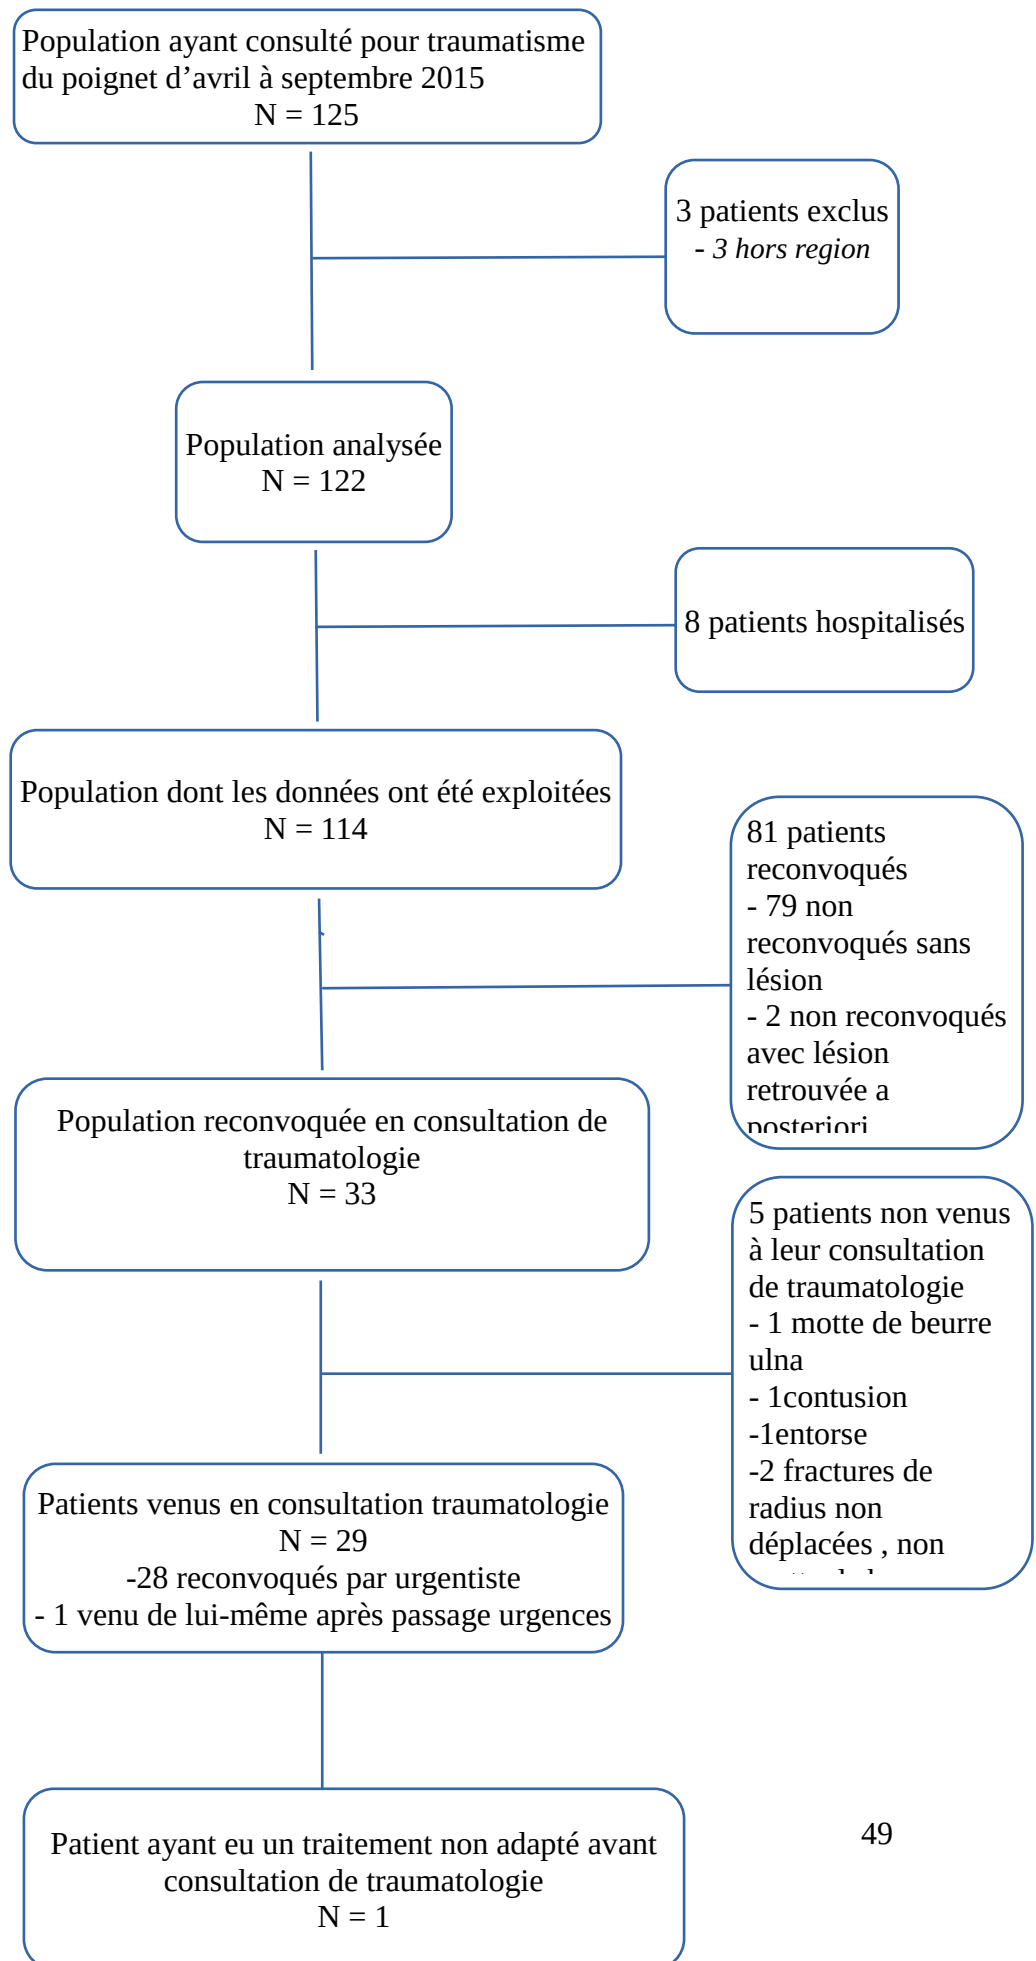 Population ayant consulté pour traumatisme
du poignet d’avril à septembre 2015
N = 125
3 patients exclus
- 3 hors region
Population analysée
N = 122
8 patients hospitalisés
Population dont les données ont été exploitées
N = 114
81 patients
reconvoqués
- 79 non
reconvoqués sans
lésion
- 2 non reconvoqués
avec lésion
retrouvée a
posteriori
Population reconvoquée en consultation de
traumatologie
N = 33
5 patients non venus
à leur consultation
de traumatologie
- 1 motte de beurre
ulna
- 1contusion
-1entorse
-2 fractures de
radius non
déplacées , non
Patients venus en consultation traumatologie
N = 29
-28 reconvoqués par urgentiste
- 1 venu de lui-même après passage urgences
Patient ayant eu un traitement non adapté avant
consultation de traumatologie
N = 1
49